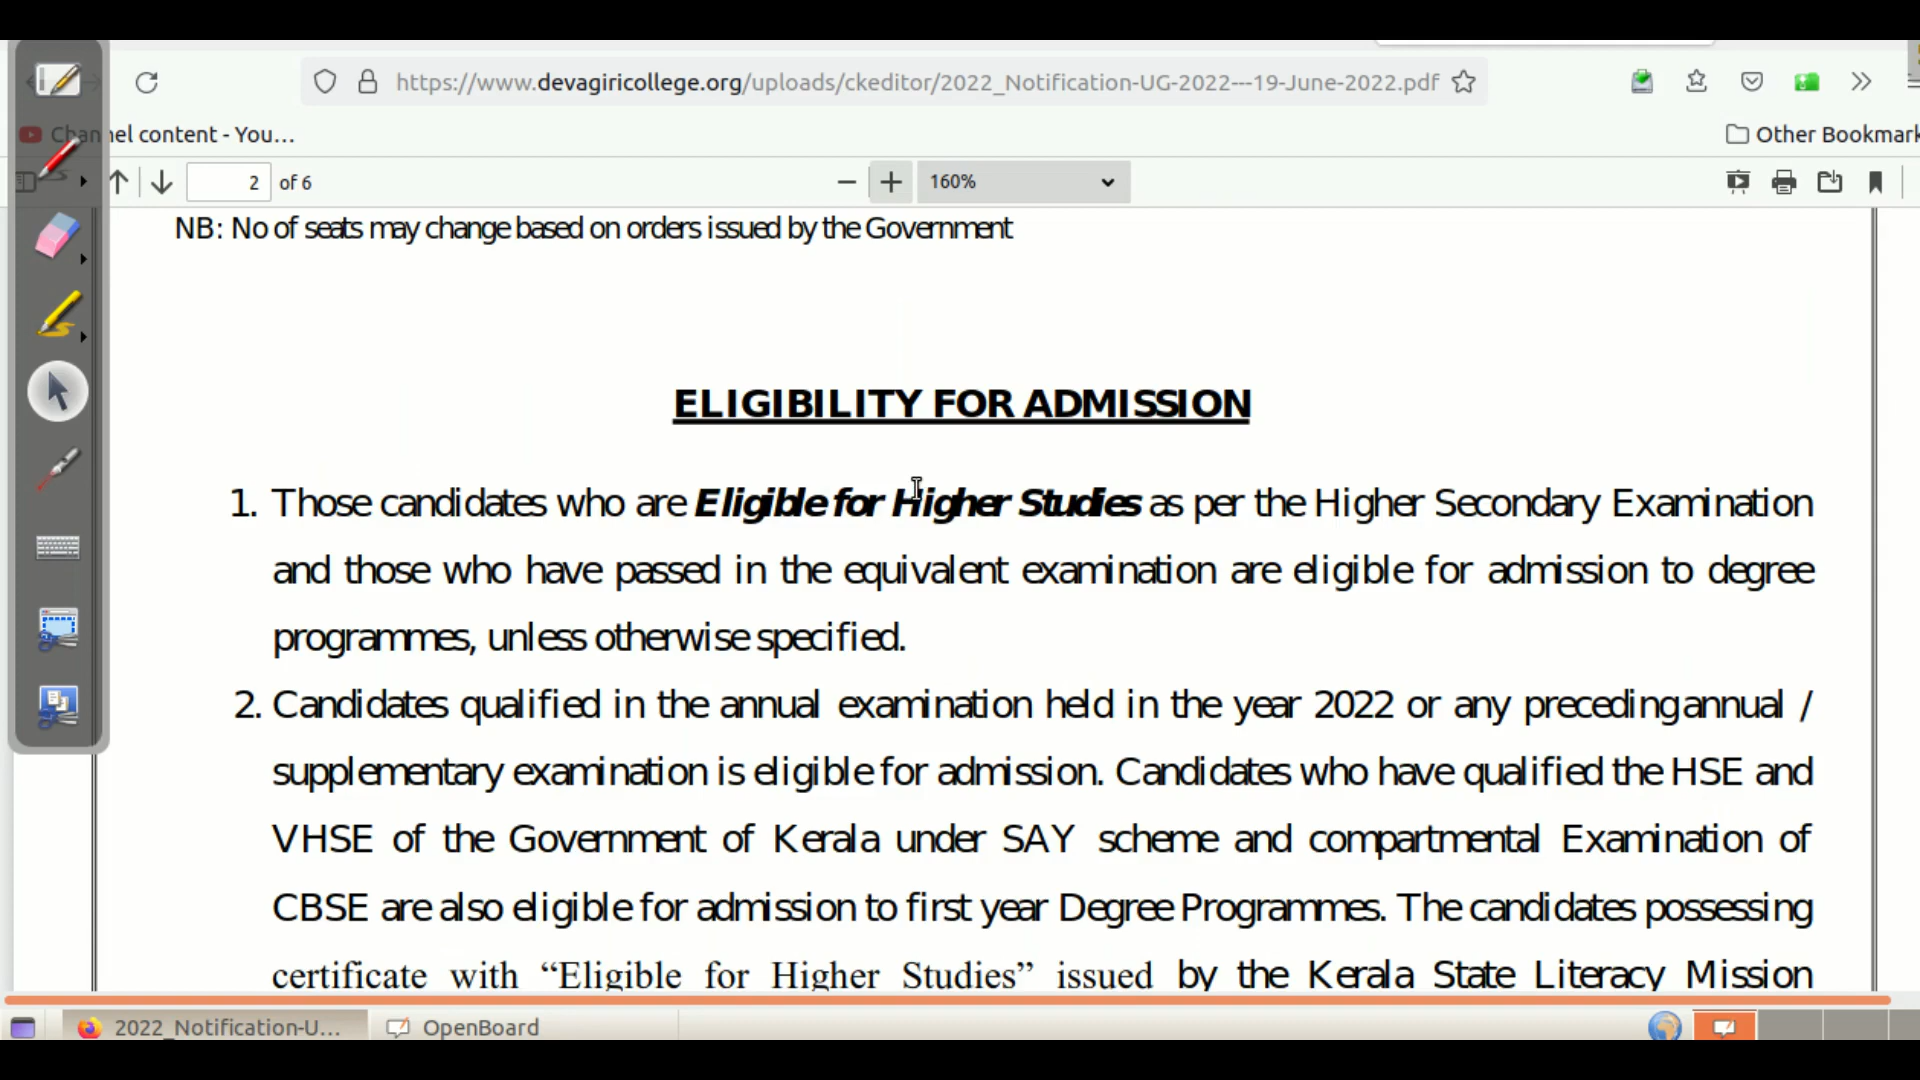 https://www.devagiricollege.org/uploads/ckeditor/2022_Notification-UG-2022---19-June-2022.pdf
Channel content - You...
Other Bookmark
2 of 6
160%
NB: No of seats may change based on orders issued by the Government
ELIGIBILITY FOR ADMISSION
1. Those candidates who are Eligible for Higher Studies as per the Higher Secondary Examination
and those who have passed in the equivalent examination are eligible for admission to degree
programmes, unless otherwise specified.
2. Candidates qualified in the annual examination held in the year 2022 or any preceding annual /
supplementary examination is eligible for admission. Candidates who have qualified the HSE and
VHSE of the Government of Kerala under SAY scheme and compartmental Examination of
CBSE are also eligible for admission to first year Degree Programmes. The candidates possessing
certificate with “Eligible for Higher Studies” issued by the Kerala State Literacy Mission
2022_Notification-U...
OpenBoard